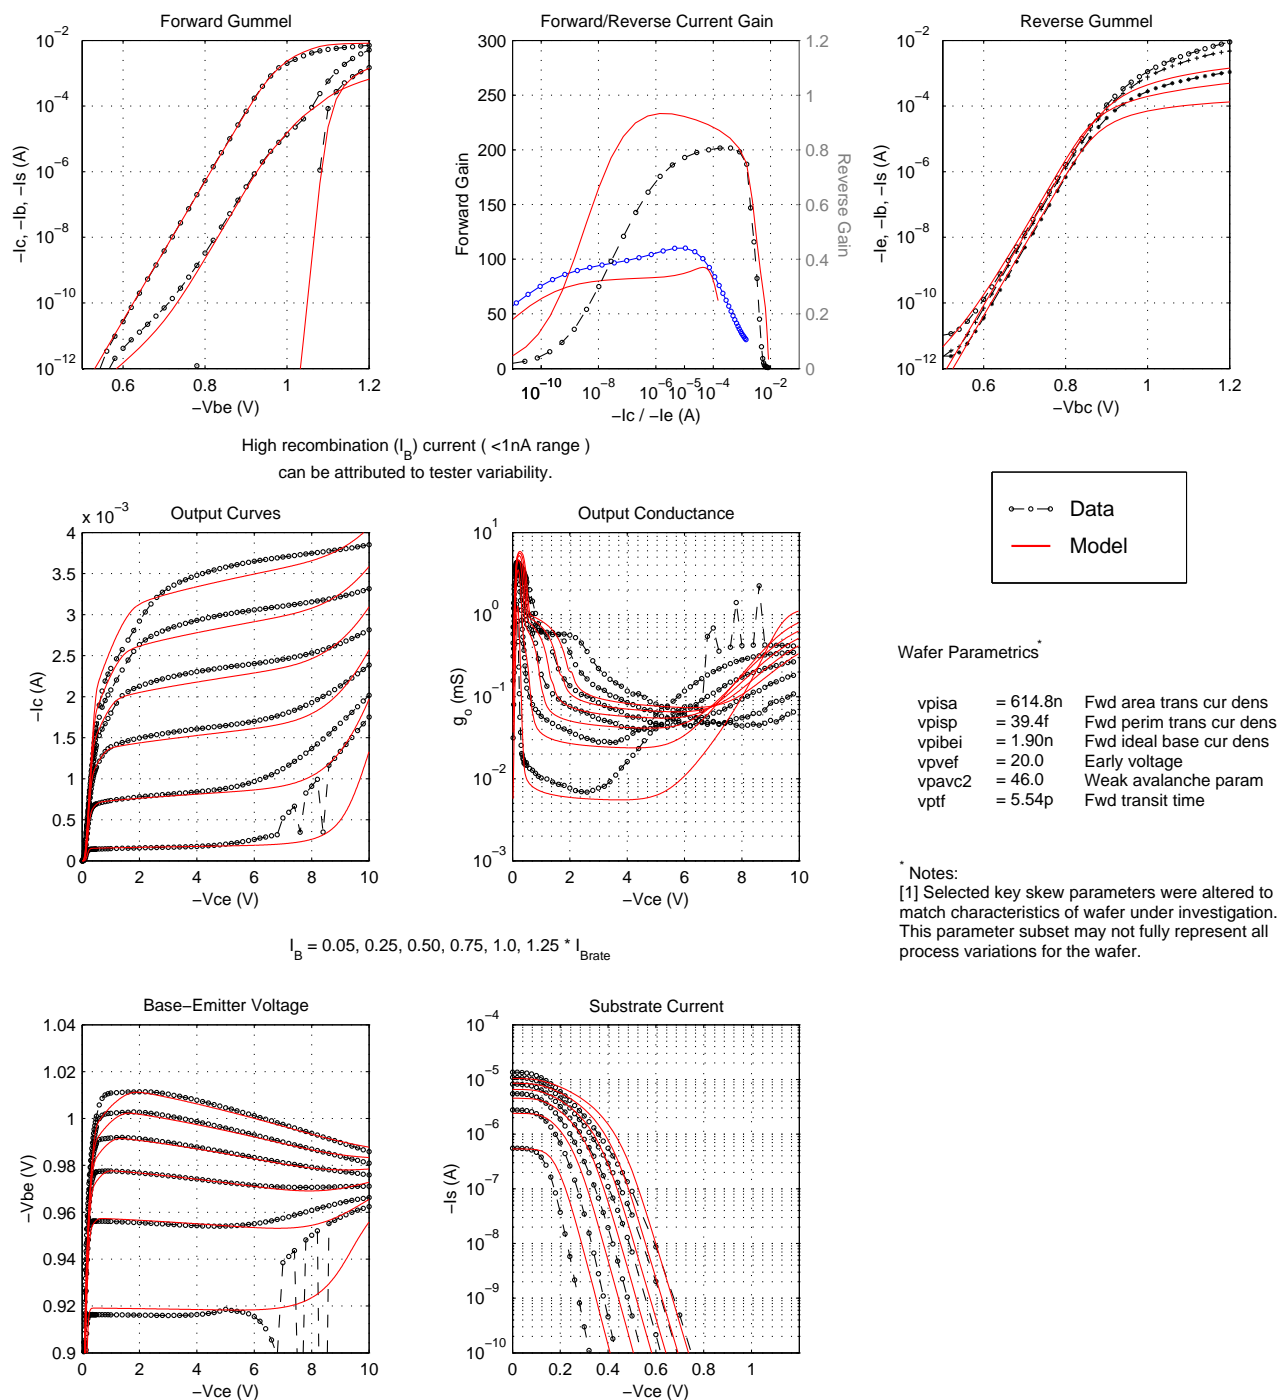 Forward Gummel
10−2
10−4
10−6
10−8
10−10
10−12
−Ic, −Ib, −Is (A)
0.6 0.8 1 1.2
−Vbe (V)
Forward/Reverse Current Gain
300
250
200
150
100
50
0
Forward Gain
1.2
1
0.8
0.6
0.4
0.2
0
Reverse Gain
10−10 10−8 10−6 10−5 10−4 10−2
−Ic / −Ie (A)
Reverse Gummel
10−2
10−4
10−6
10−8
10−10
10−12
−Ie, −Ib, −Is (A)
0.6 0.8 1 1.2
−Vbc (V)
High recombination (IB) current ( <1nA range )
can be attributed to tester variability.
x 10−3
Output Curves
4
3.5
3
2.5
2
1.5
1
0.5
0
−Ic (A)
0 2 4 6 8 10
−Vce (V)
Output Conductance
101
100
10−1
10−2
10−3
go (mS)
0 2 4 6 8 10
−Vce (V)
Data
Model
Wafer Parametrics*
vpisa = 614.8n Fwd area trans cur dens
vpisp = 39.4f Fwd perim trans cur dens
vpibei = 1.90n Fwd ideal base cur dens
vpvef = 20.0 Early voltage
vpavc2 = 46.0 Weak avalanche param
vptf = 5.54p Fwd transit time
* Notes:
[1] Selected key skew parameters were altered to
match characteristics of wafer under investigation.
This parameter subset may not fully represent all
process variations for the wafer.
IB = 0.05, 0.25, 0.50, 0.75, 1.0, 1.25 * IBrate
Base−Emitter Voltage
1.04
1.02
1
0.98
0.96
0.94
0.92
0.9
−Vbe (V)
0 2 4 6 8 10
−Vce (V)
Substrate Current
10−4
10−5
10−6
10−7
10−8
10−9
10−10
−Is (A)
0 0.2 0.4 0.6 0.8 1
−Vce (V)